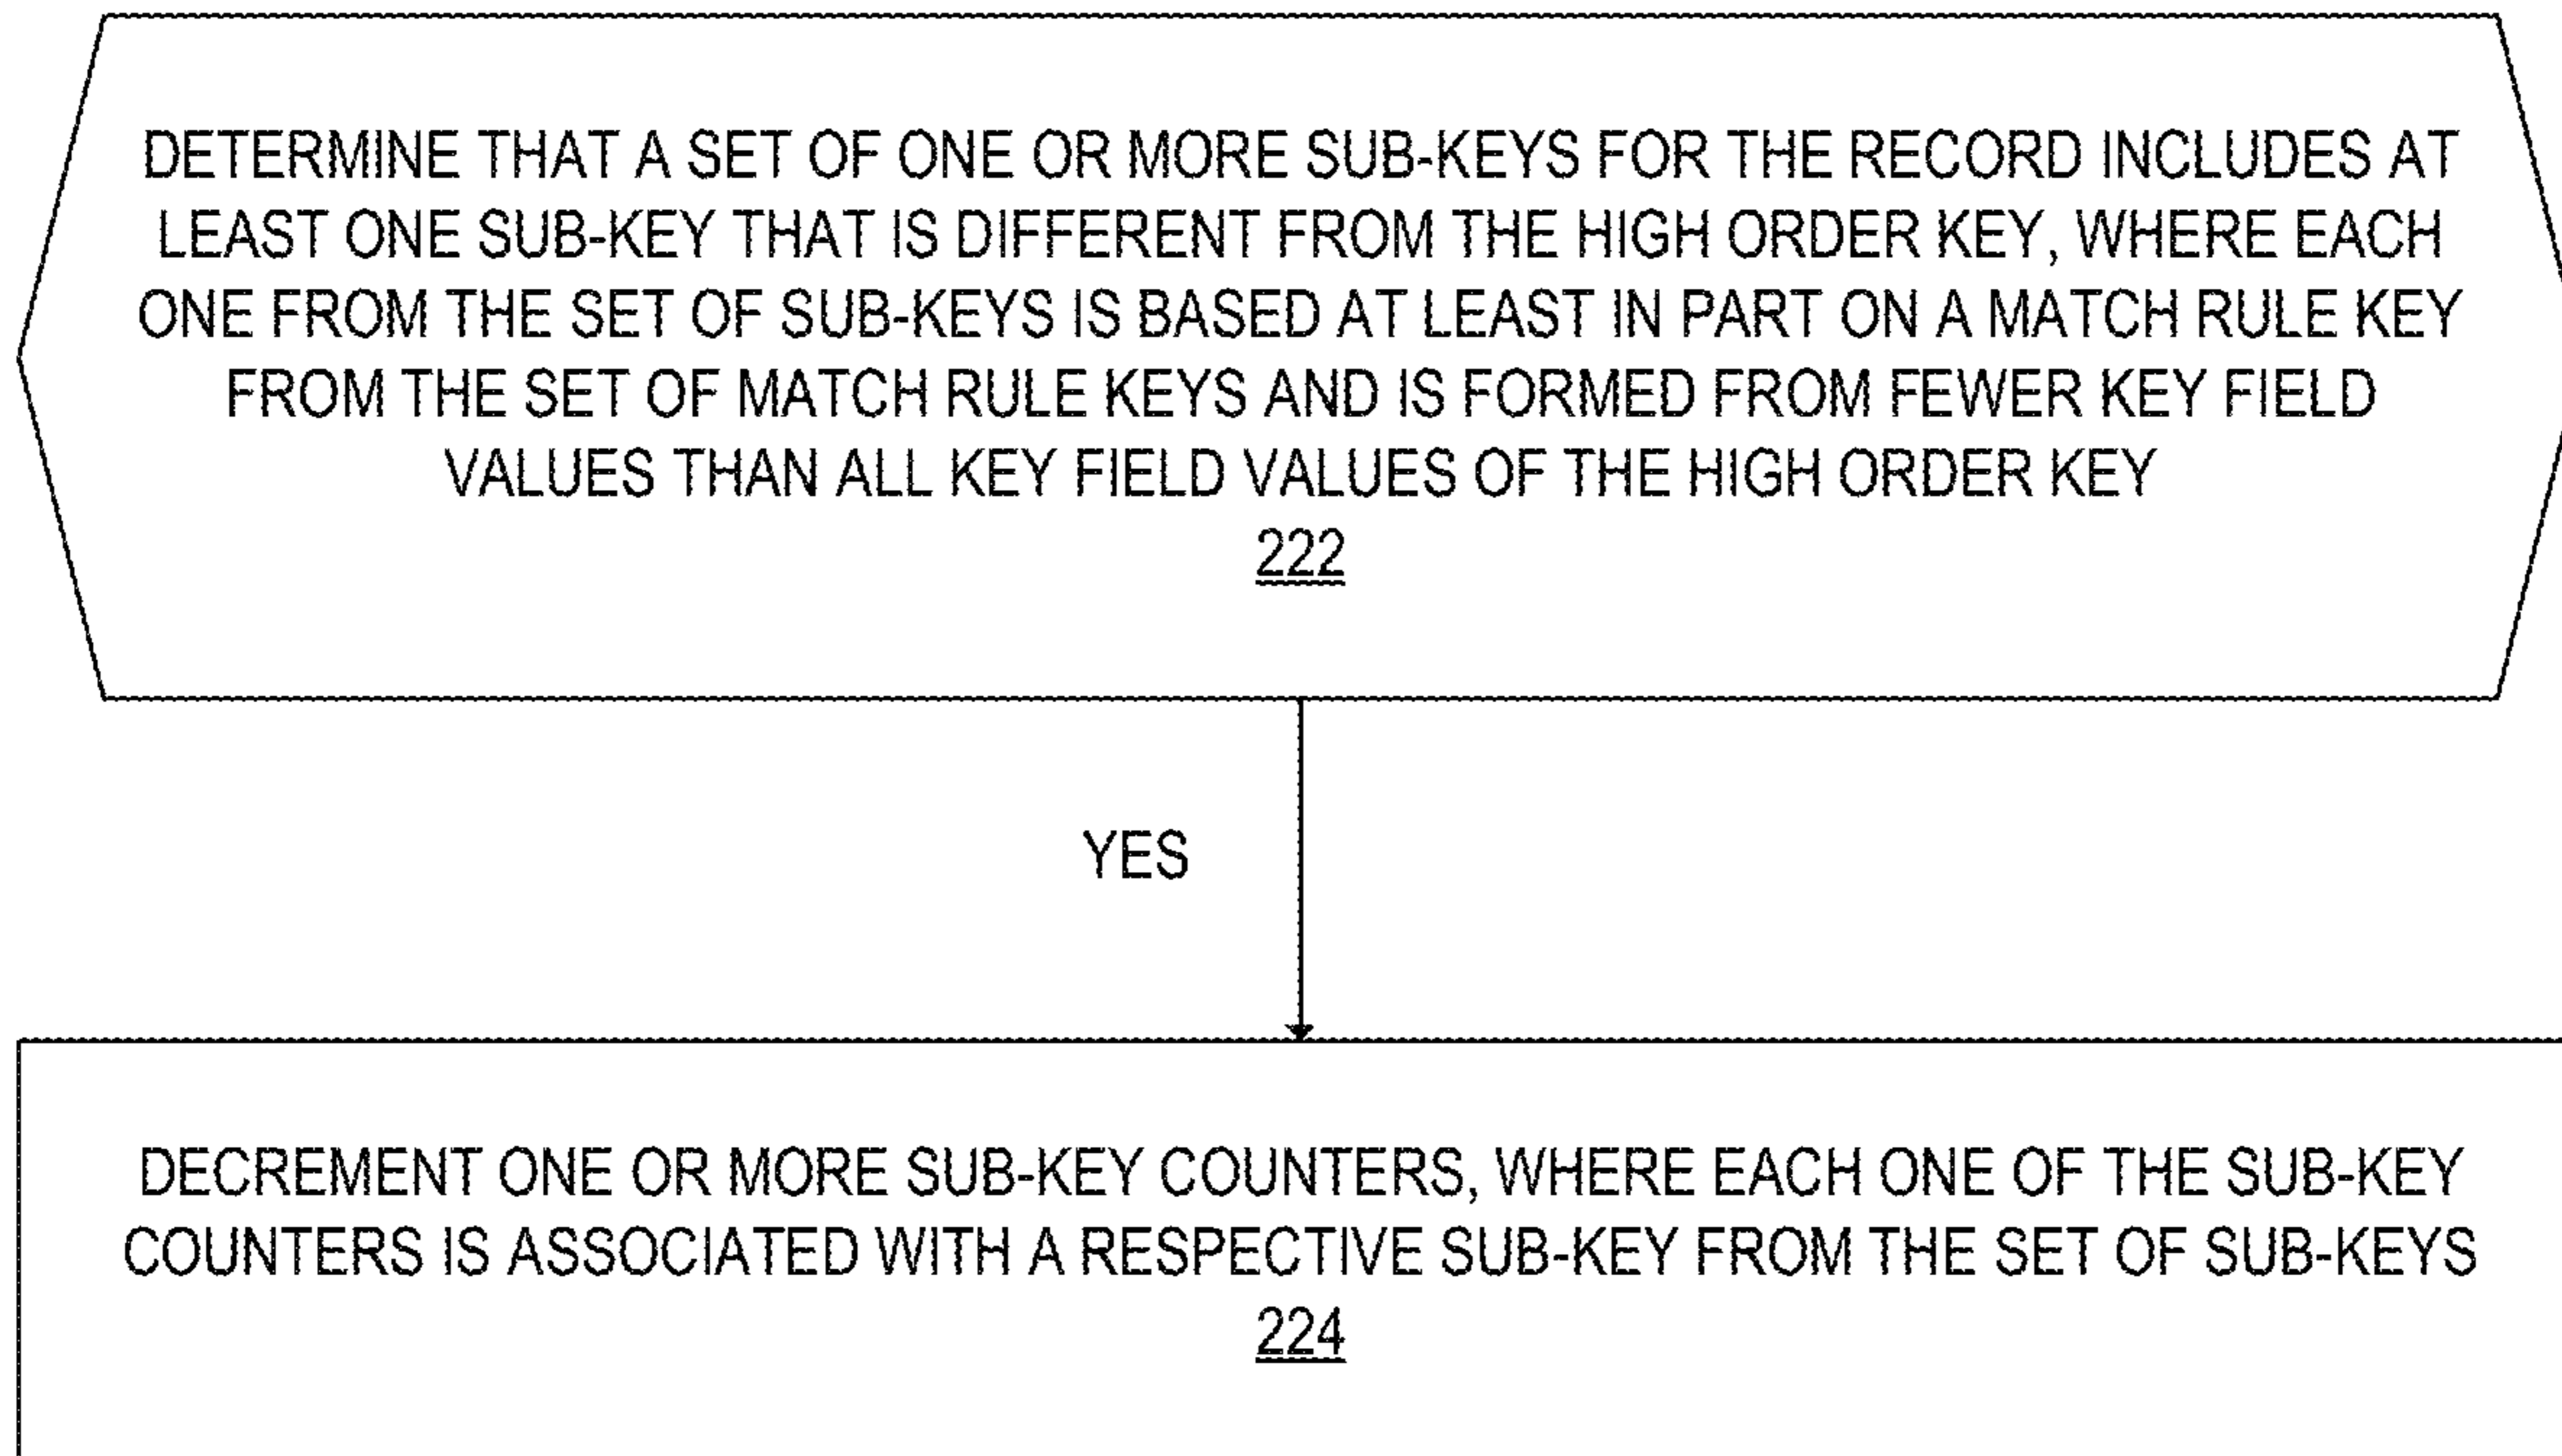 DETERMINE THAT A SET OF ONE OR MORE SUB-KEYS FOR THE RECORD INCLUDES AT
LEAST ONE SUB-KEY THAT IS DIFFERENT FROM THE HIGH ORDER KEY, WHERE EACH
ONE FROM THE SET OF SUB-KEYS IS BASED AT LEAST IN PART ON A MATCH RULE KEY
FROM THE SET OF MATCH RULE KEYS AND IS FORMED FROM FEWER KEY FIELD
VALUES THAN ALL KEY FIELD VALUES OF THE HIGH ORDER KEY
222
YES
DECREMENT ONE OR MORE SUB-KEY COUNTERS, WHERE EACH ONE OF THE SUB-KEY
COUNTERS IS ASSOCIATED WITH A RESPECTIVE SUB-KEY FROM THE SET OF SUB-KEYS
224